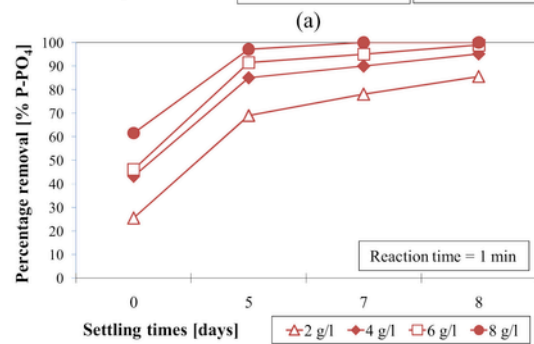 (a)
Percentage removal [% P-PO4]
100
90
80
70
60
50
40
30
20
10
0
Reaction time = 1 min
0 5 7 8
Settling times [days]
2 g/l 4 g/l 6 g/l 8 g/l